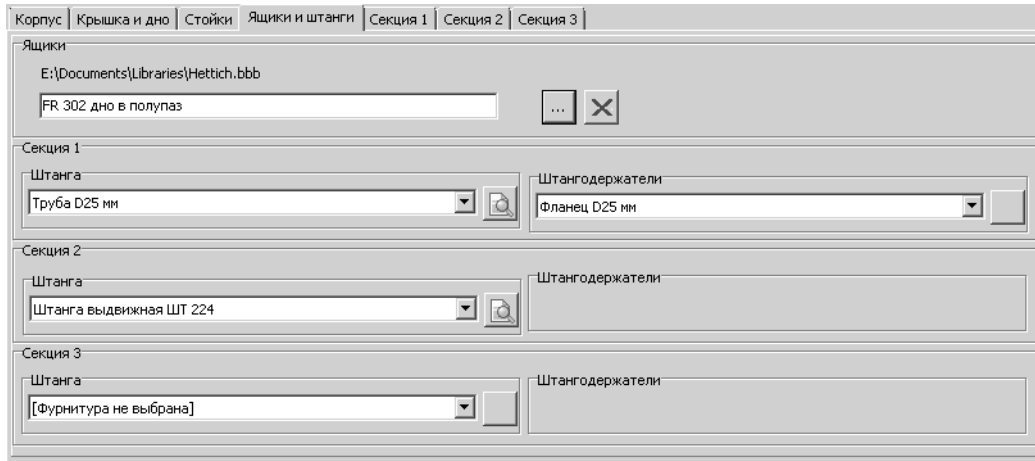 Корпус Крышка и дно Стойки Ящики и штанги Секция 1 Секция 2 Секция 3
Ящики
E:\Documents\Libraries\Hettich.bbb
FR 302 дно в полупаз ...
Секция 1
Штанга Штангодержатели
Труба D25 мм Фланец D25 мм
Секция 2
Штанга Штангодержатели
Штанга выдвижная ШТ 224
Секция 3
Штанга Штангодержатели
[Фурнитура не выбрана]